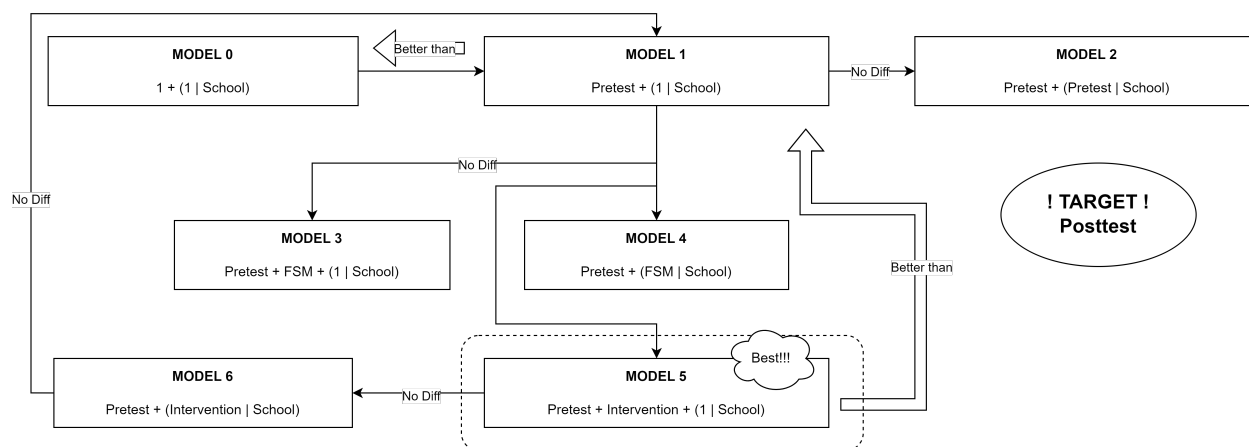 MODEL 0
1 + (1 | School)
Better than
MODEL 1
Pretest + (1 | School)
No Diff
MODEL 2
Pretest + (Pretest | School)
No Diff
No Diff
! TARGET !
Posttest
MODEL 3
Pretest + FSM + (1 | School)
MODEL 4
Pretest + (FSM | School)
Better than
Best!!!
MODEL 6
Pretest + (Intervention | School)
No Diff
MODEL 5
Pretest + Intervention + (1 | School)